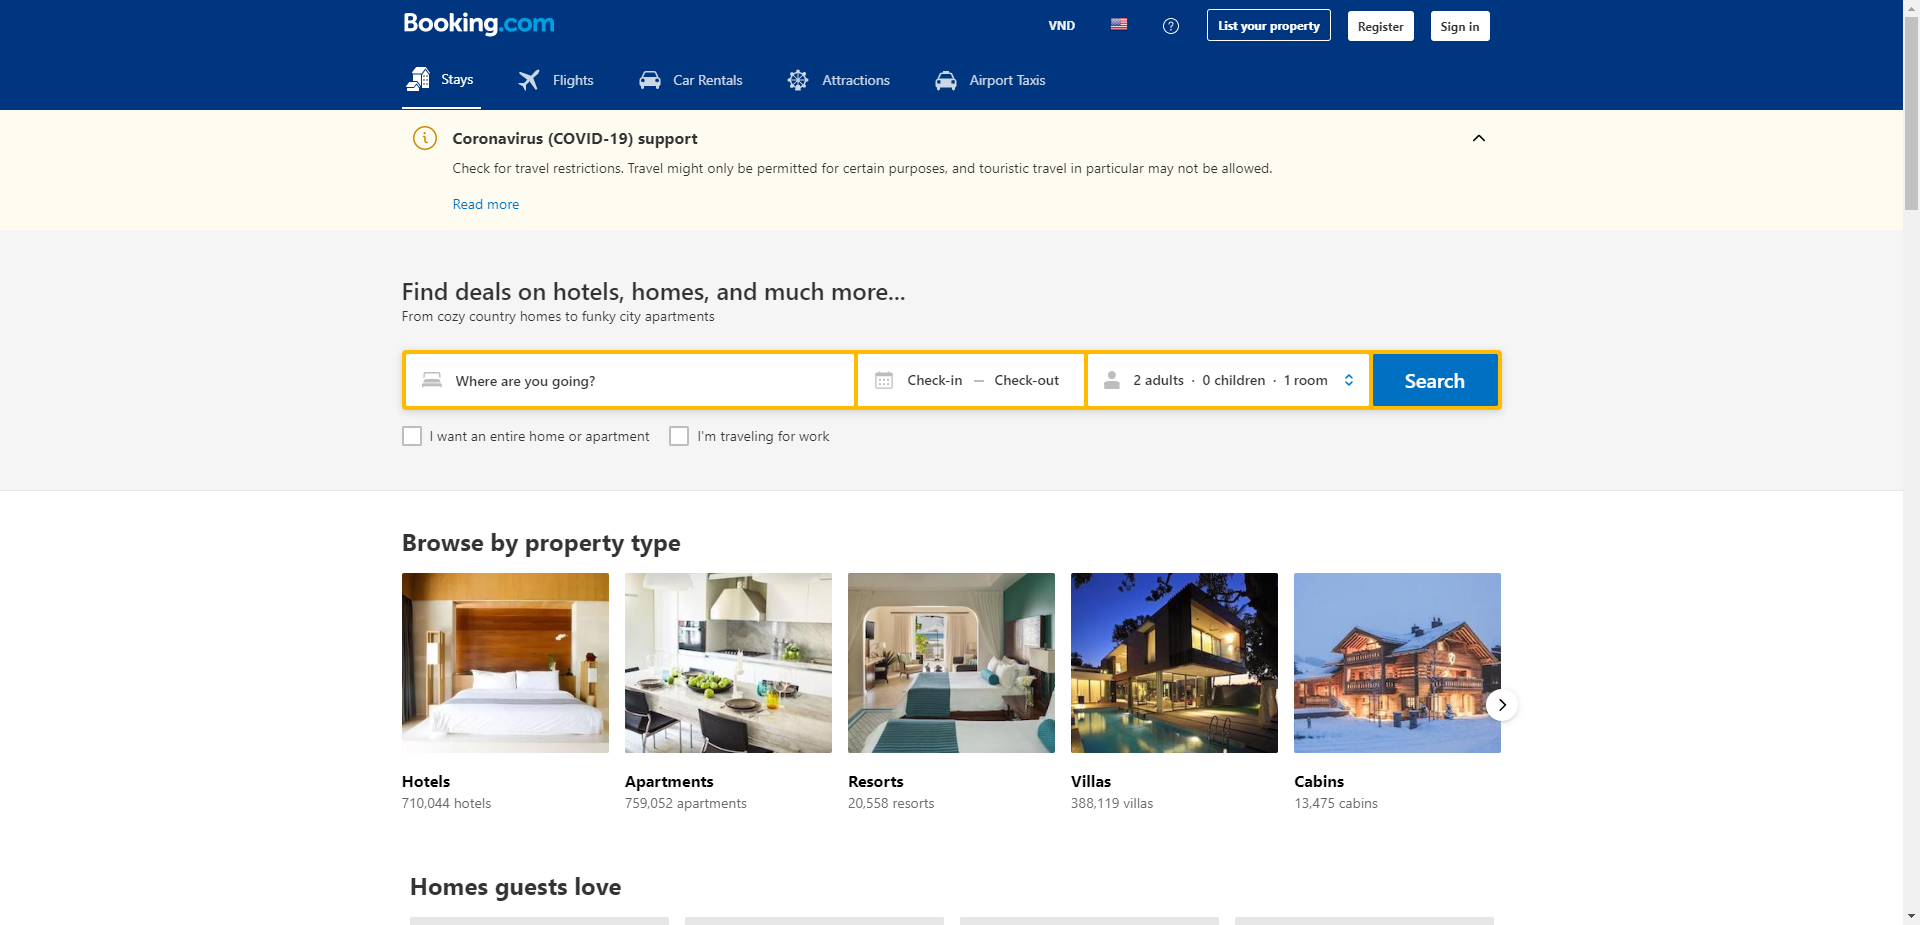 Booking.com
VND
List your property
Register
Sign in
Stays
Flights
Car Rentals
Attractions
Airport Taxis
Coronavirus (COVID-19) support
Check for travel restrictions. Travel might only be permitted for certain purposes, and touristic travel in particular may not be allowed.
Read more
Find deals on hotels, homes, and much more...
From cozy country homes to funky city apartments
Where are you going?
Check-in — Check-out
2 adults · 0 children · 1 room
Search
I want an entire home or apartment
I'm traveling for work
Browse by property type
Hotels
710,044 hotels
Apartments
759,052 apartments
Resorts
20,558 resorts
Villas
388,119 villas
Cabins
13,475 cabins
Homes guests love